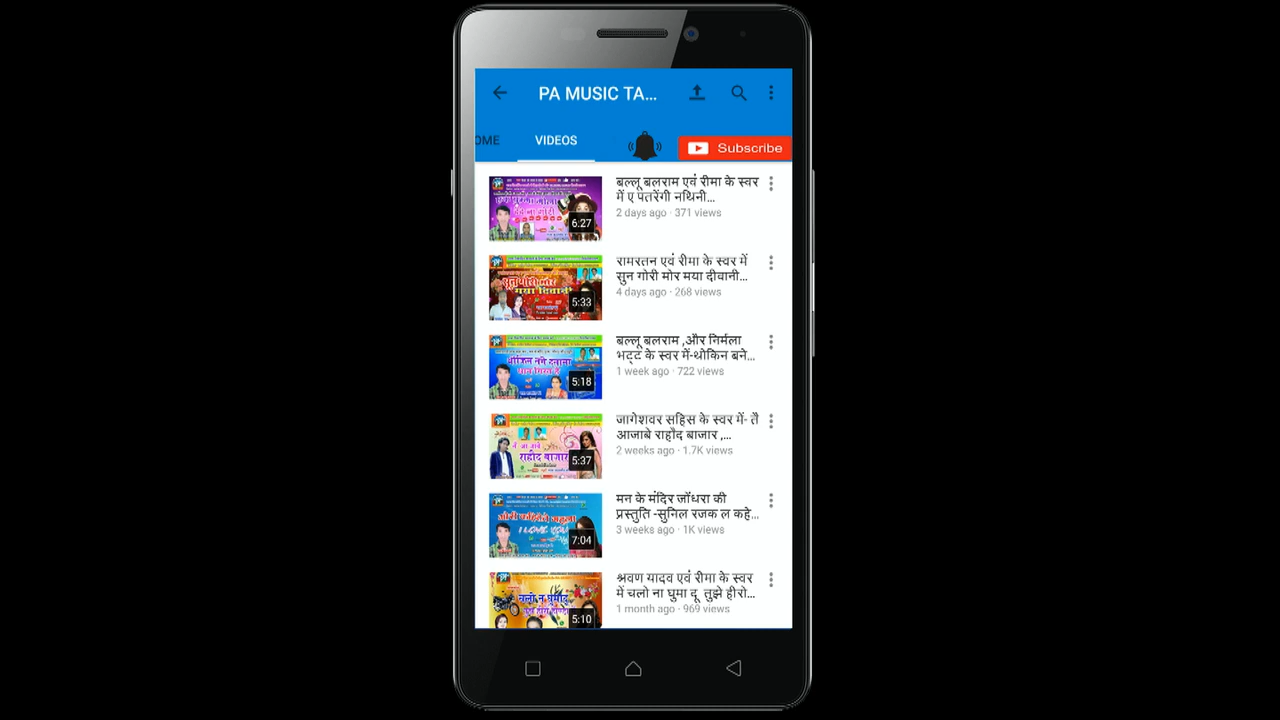 PA MUSIC TA...
OME
VIDEOS
Subscribe
6:27
बल्लू बलराम एवं रीमा के स्वर
में ए पतरेंगी नथिनी...
2 days ago · 371 views
5:33
रामरतन एवं रीमा के स्वर में
सुन गोरी मोर मया दीवानी...
4 days ago · 268 views
5:18
बल्लू बलराम ,और निर्मला
भट्ट के स्वर में-थोकिन बने...
1 week ago · 722 views
राहौद बाजार
5:37
जागेशवर सहिस के स्वर में- तै
आजाबे राहौद बाजार ,...
2 weeks ago · 1.7K views
7:04
मन के मंदिर जोंधरा की
प्रस्तुति -सुनिल रजक ल कहे...
3 weeks ago · 1K views
5:10
श्रवण यादव एवं रीमा के स्वर
में चलो ना घुमा दू तुझे हीरो...
1 month ago · 969 views